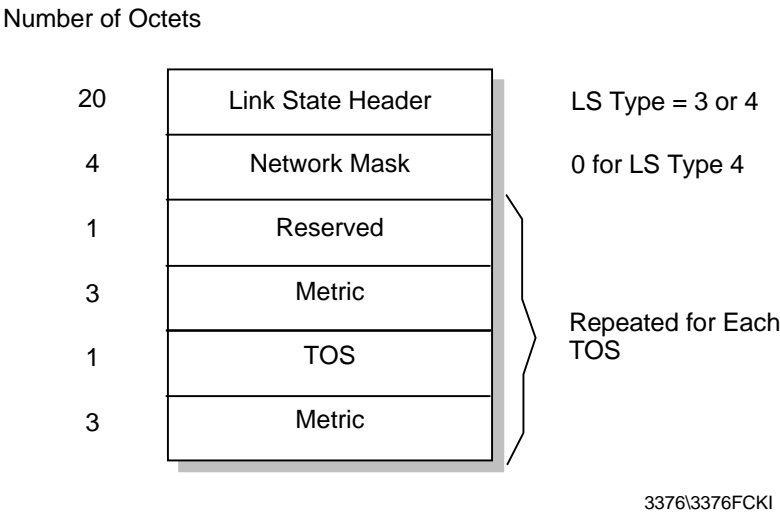 Number of Octets
20 Link State Header LS Type = 3 or 4
4 Network Mask 0 for LS Type 4
1 Reserved
3 Metric
Repeated for Each
TOS
1 TOS
3 Metric
3376\3376FCKI